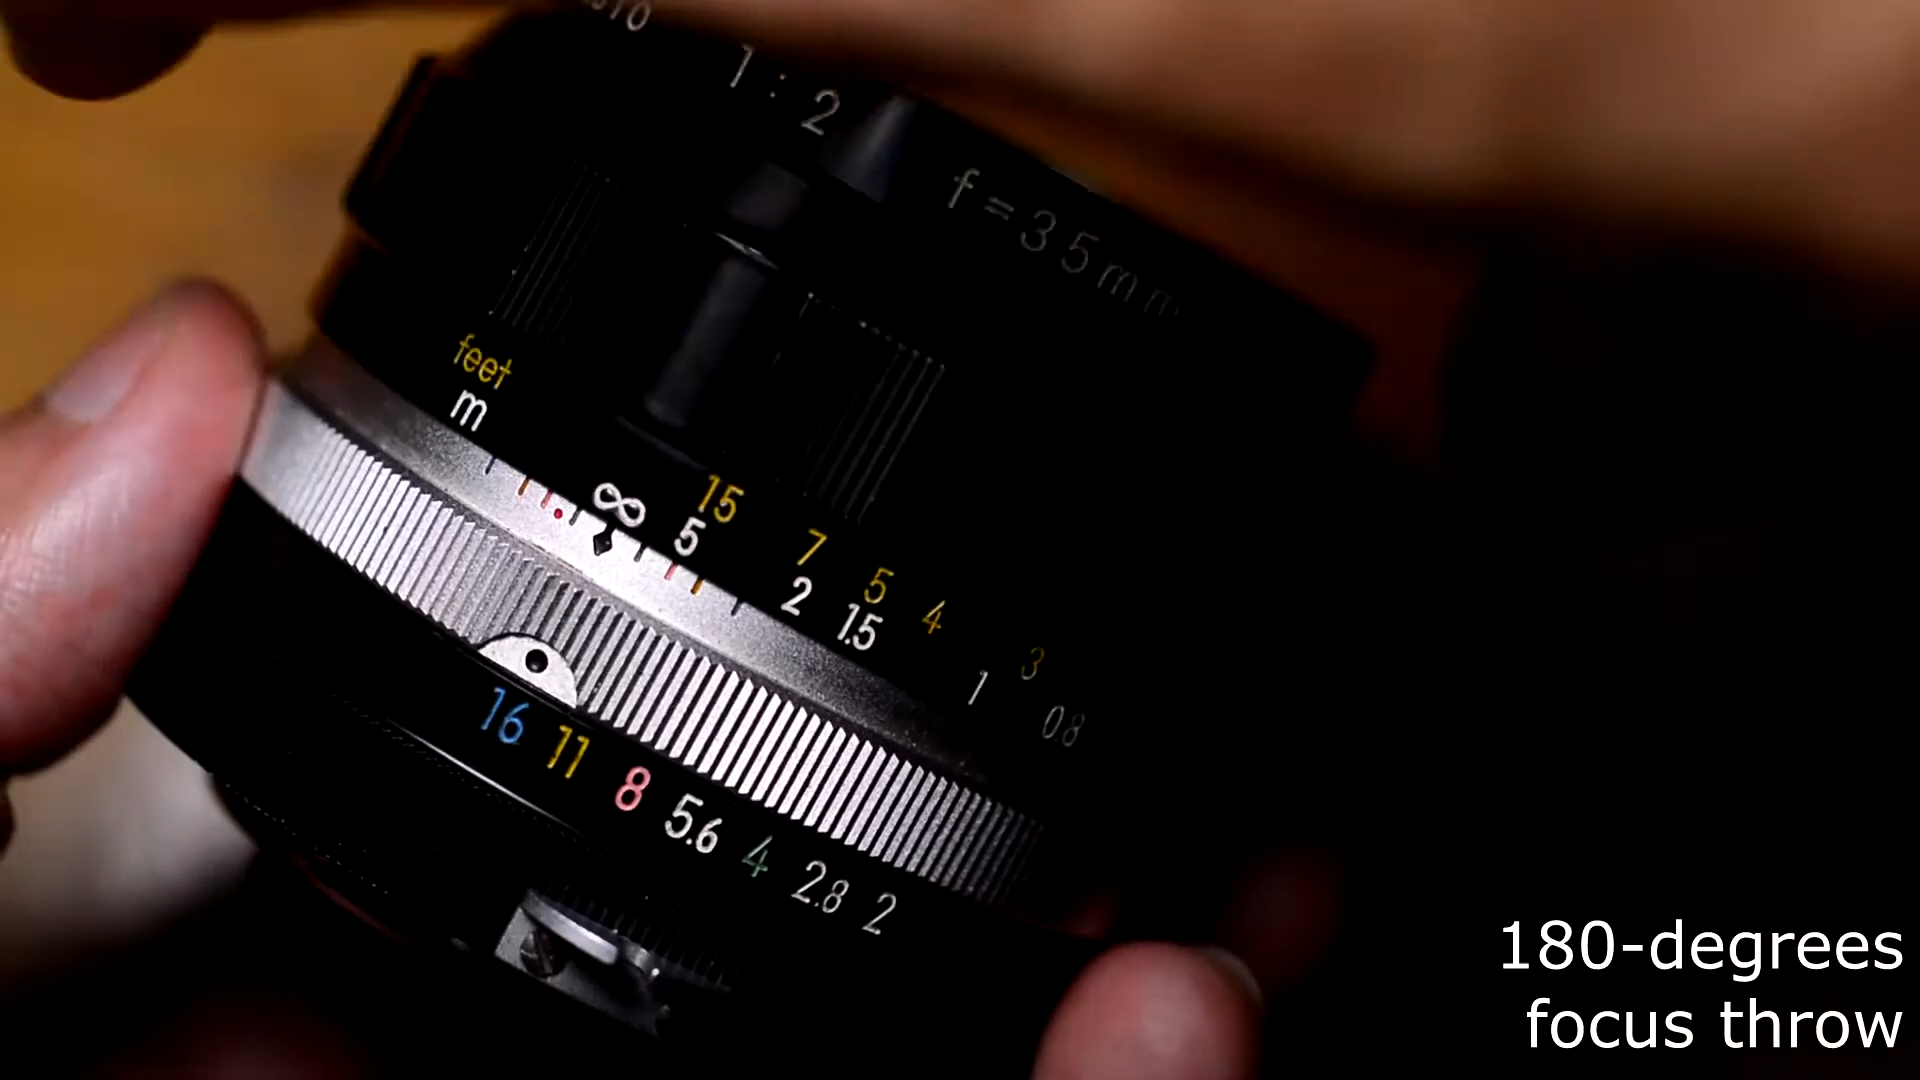 1:2
f=35mm
feet 15 7 5 4 3
m ∞ 5 2 1.5 1 0.8
16 11 8 5.6 4 2.8 2
180-degrees
focus throw